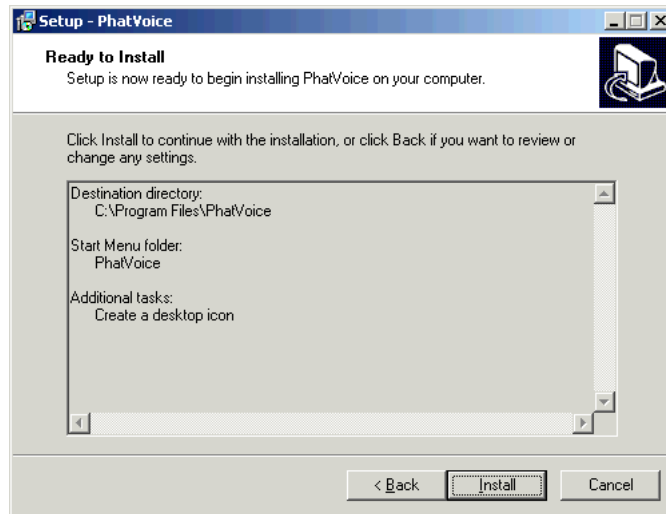 Setup - PhatVoice
Ready to Install
Setup is now ready to begin installing PhatVoice on your computer.
Click Install to continue with the installation, or click Back if you want to review or
change any settings.
Destination directory:
C:\Program Files\PhatVoice
Start Menu folder:
PhatVoice
Additional tasks:
Create a desktop icon
< Back
Install
Cancel